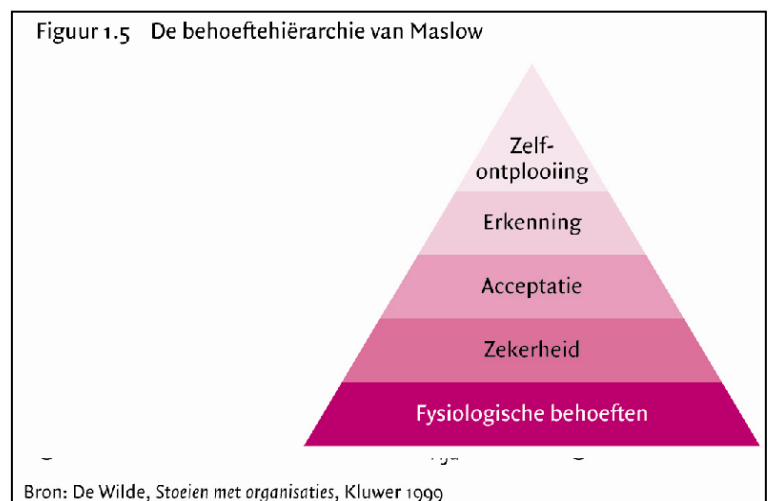 Figuur 1.5 De behoeftehiërarchie van Maslow
Zelf-
ontplooiing
Erkenning
Acceptatie
Zekerheid
Fysiologische behoeften
Bron: De Wilde, Stoeien met organisaties, Kluwer 1999